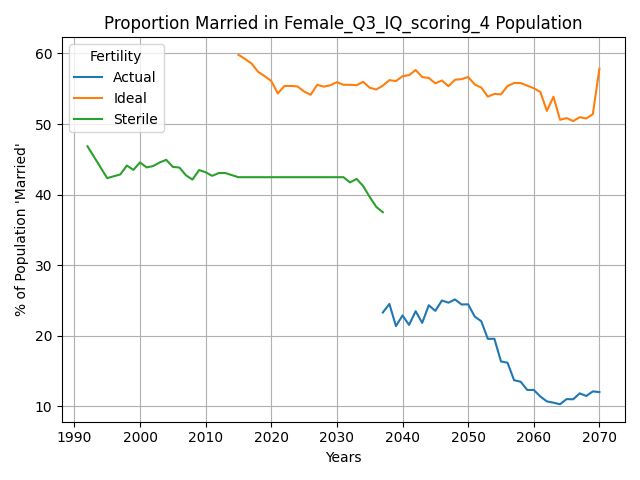 Proportion Married in Female_Q3_IQ_scoring_4 Population
60
50
40
30
20
10
% of Population 'Married'
Fertility
Actual
Ideal
Sterile
1990 2000 2010 2020 2030 2040 2050 2060 2070
Years